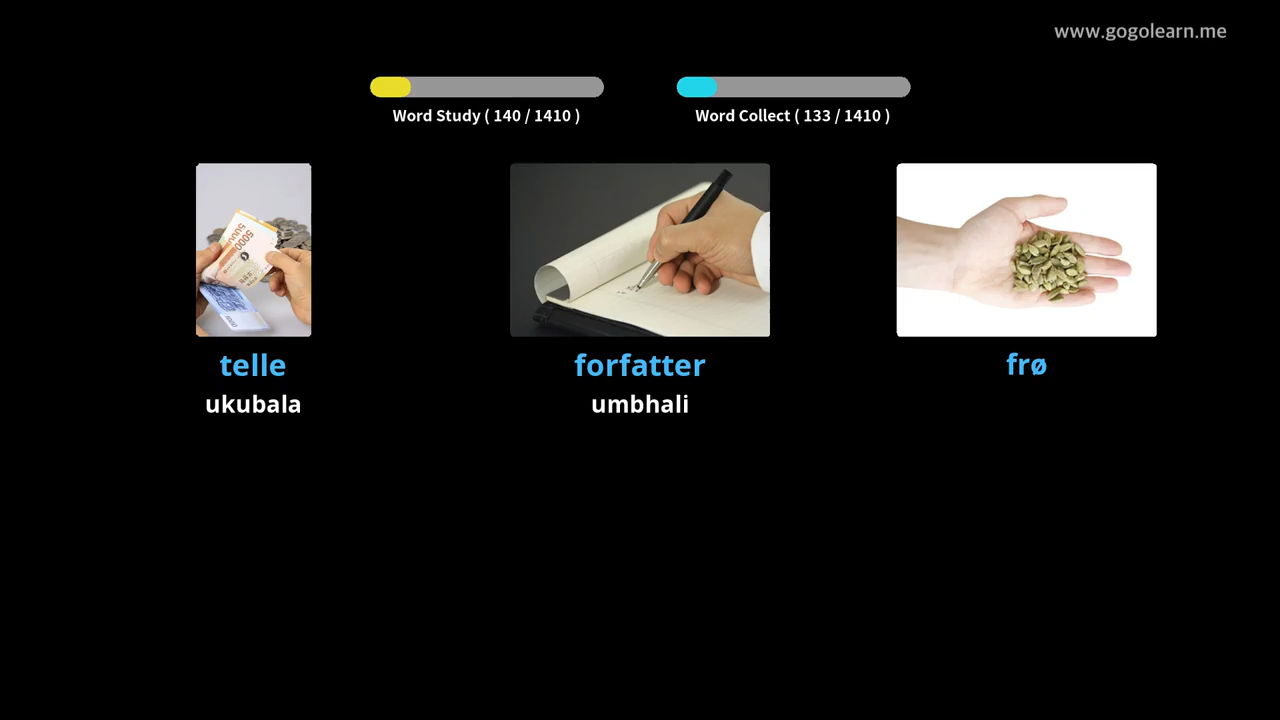 www.gogolearn.me
Word Study ( 140 / 1410 )
Word Collect ( 133 / 1410 )
telle
forfatter
frø
ukubala
umbhali